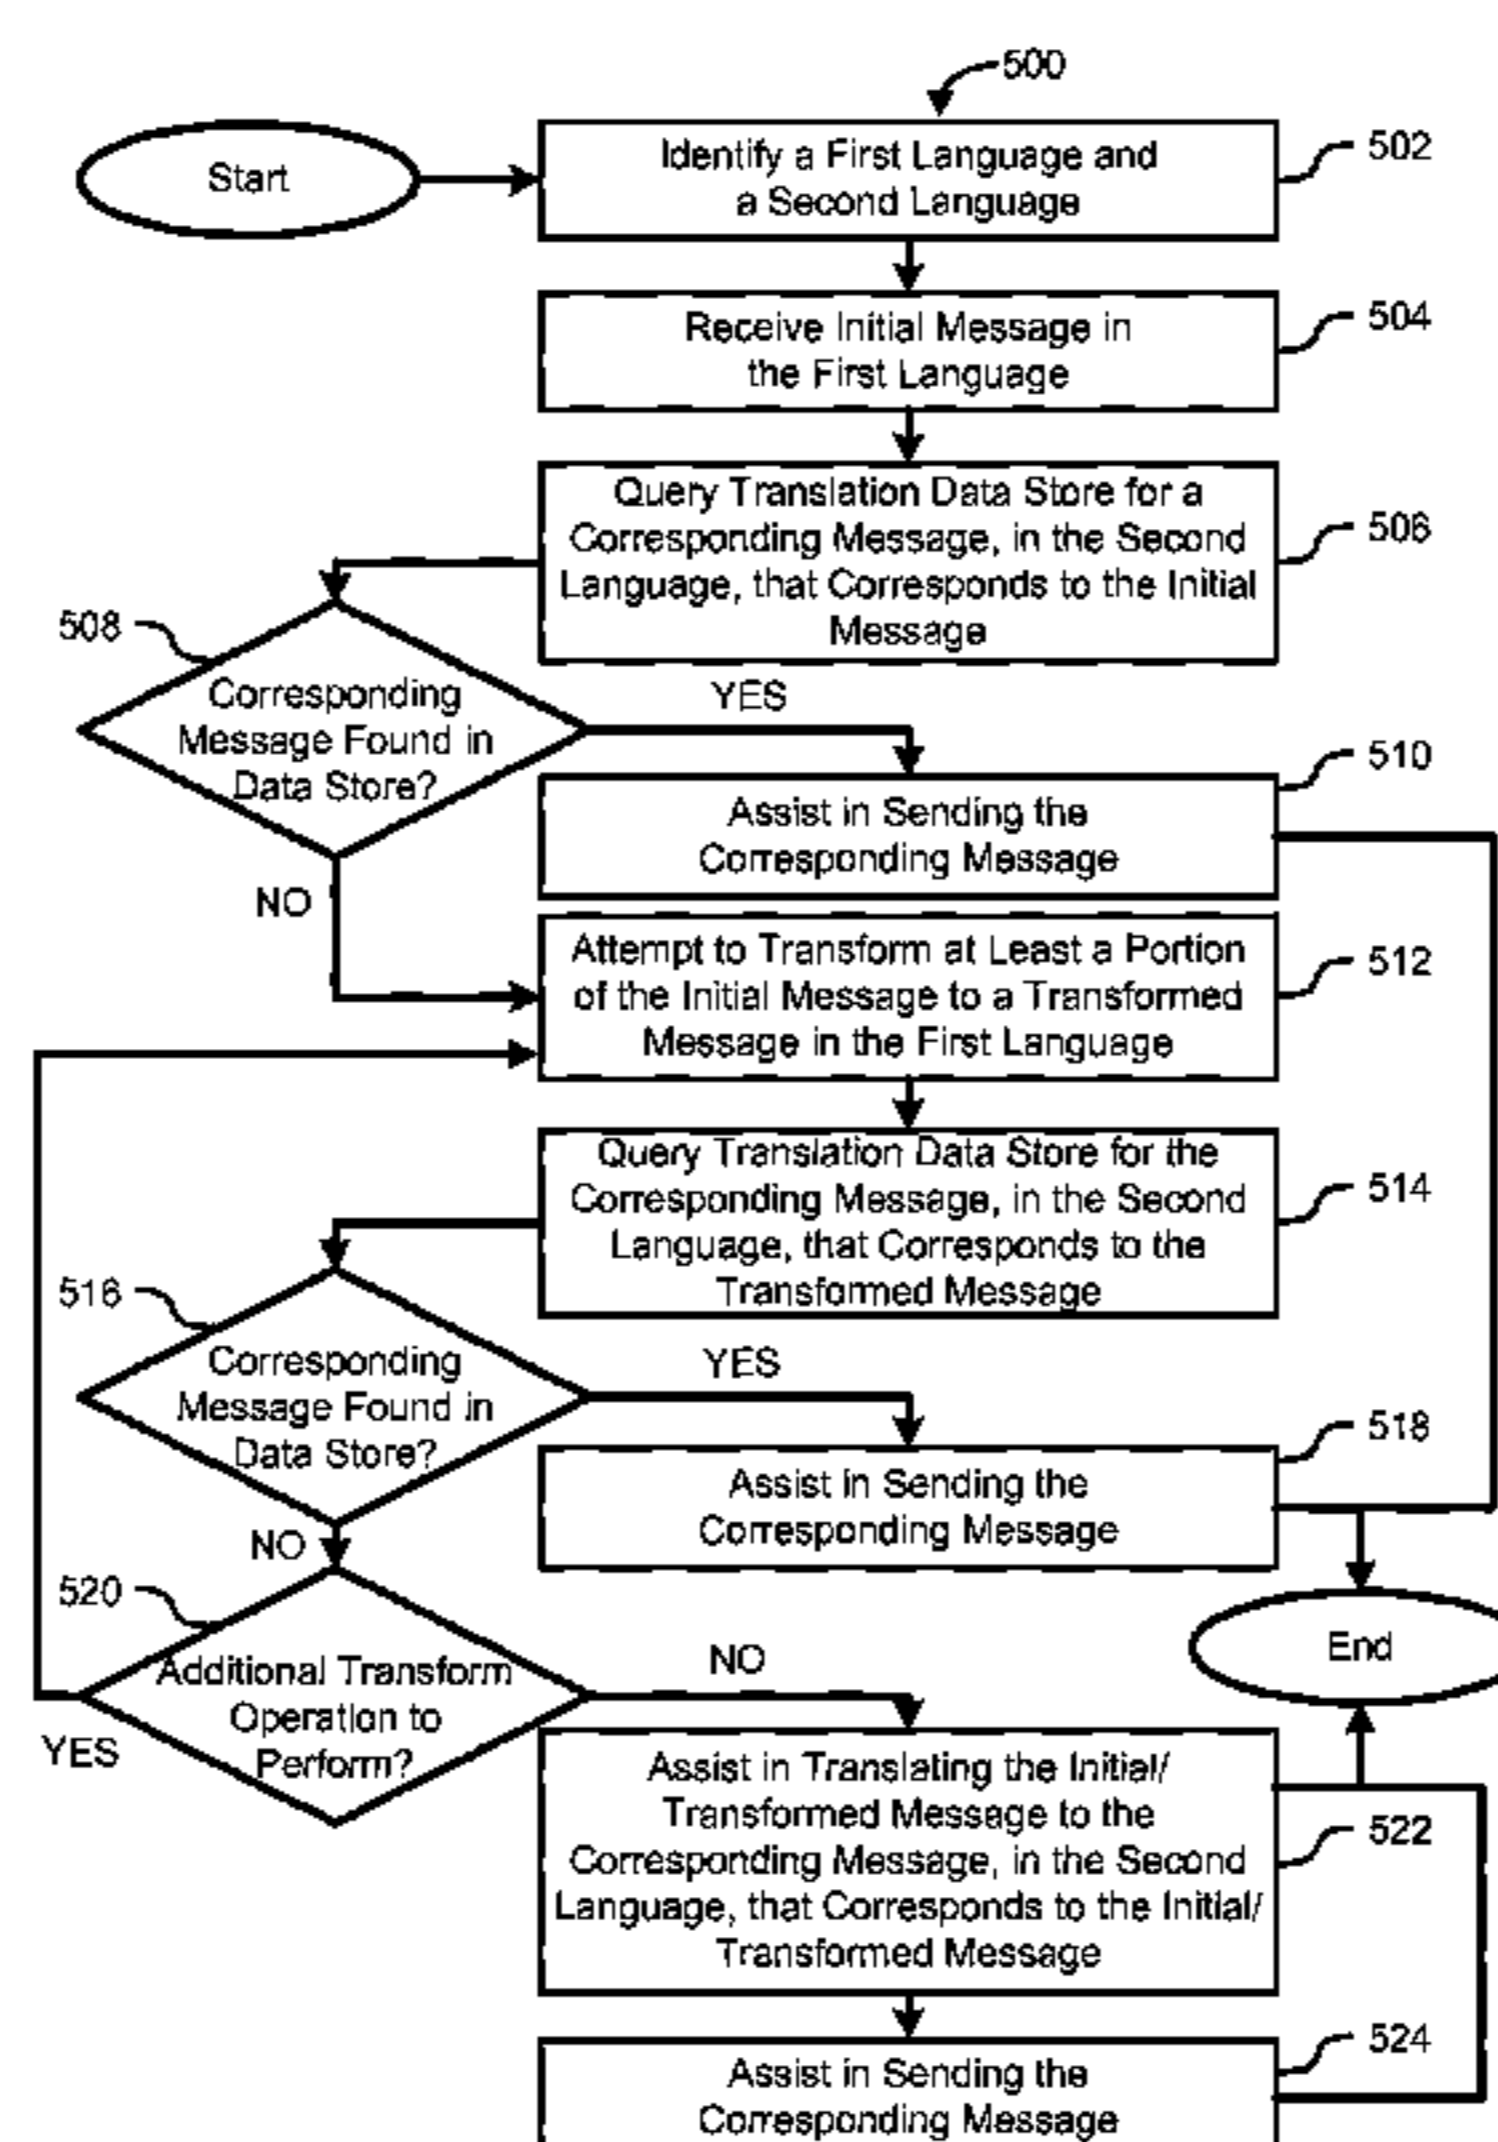 500
Start
Identify a First Language and
a Second Language
502
Receive Initial Message in
the First Language
504
Query Translation Data Store for a
Corresponding Message, in the Second
Language, that Corresponds to the Initial
Message
506
508
Corresponding
Message Found in
Data Store?
YES
NO
Assist in Sending the
Corresponding Message
510
Attempt to Transform at Least a Portion
of the Initial Message to a Transformed
Message in the First Language
512
Query Translation Data Store for the
Corresponding Message, in the Second
Language, that Corresponds to the
Transformed Message
514
516
Corresponding
Message Found in
Data Store?
YES
NO
Assist in Sending the
Corresponding Message
518
520
Additional Transform
Operation to
Perform?
YES
NO
End
Assist in Translating the Initial/
Transformed Message to the
Corresponding Message, in the Second
Language, that Corresponds to the Initial/
Transformed Message
522
Assist in Sending the
Corresponding Message
524